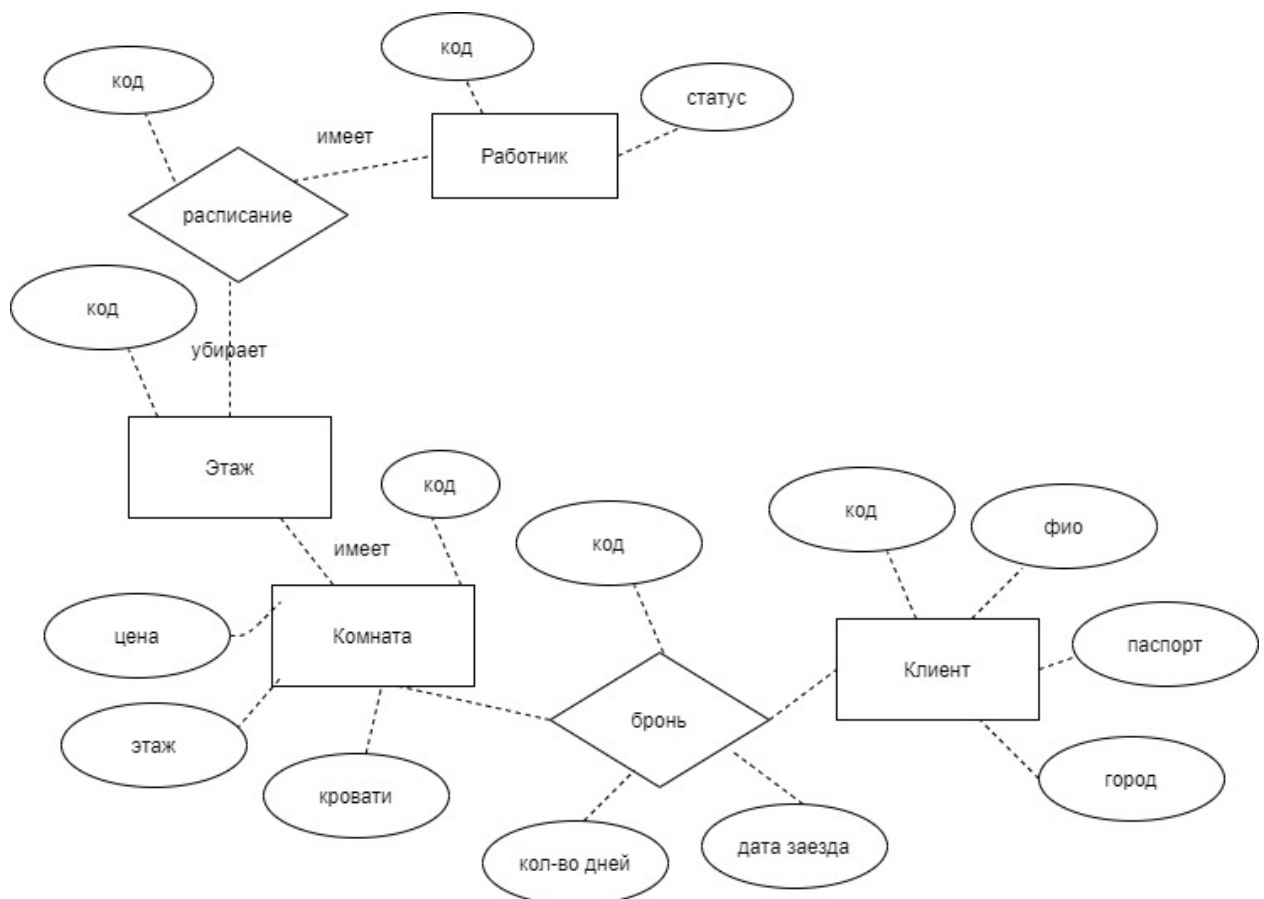 код
код
статус
имеет
Работник
расписание
код
убирает
Этаж
код
имеет
код
код
фио
цена
Комната
паспорт
Клиент
бронь
этаж
кровати
город
кол-во дней
дата заезда